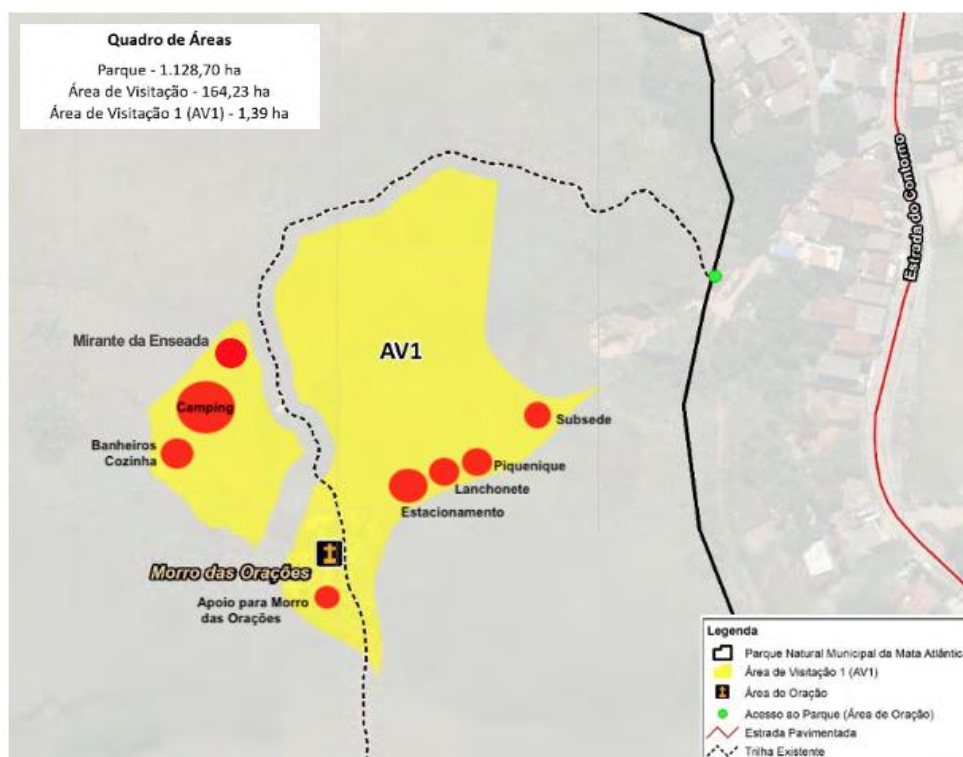 Quadro de Áreas
Parque - 1.128,70 ha
Área de Visitação - 164,23 ha
Área de Visitação 1 (AV1) - 1,39 ha
Estrada do Contorno
Mirante da Enseada
AV1
Camping
Subsede
Banheiros
Cozinha
Piquenique
Lanchonete
Estacionamento
Morro das Orações
Apoio para Morro
das Orações
Legenda
Parque Natural Municipal da Mata Atlântica
Área de Visitação 1 (AV1)
Área de Oração
Acesso ao Parque (Área de Oração)
Estrada Pavimentada
Trilha Existente